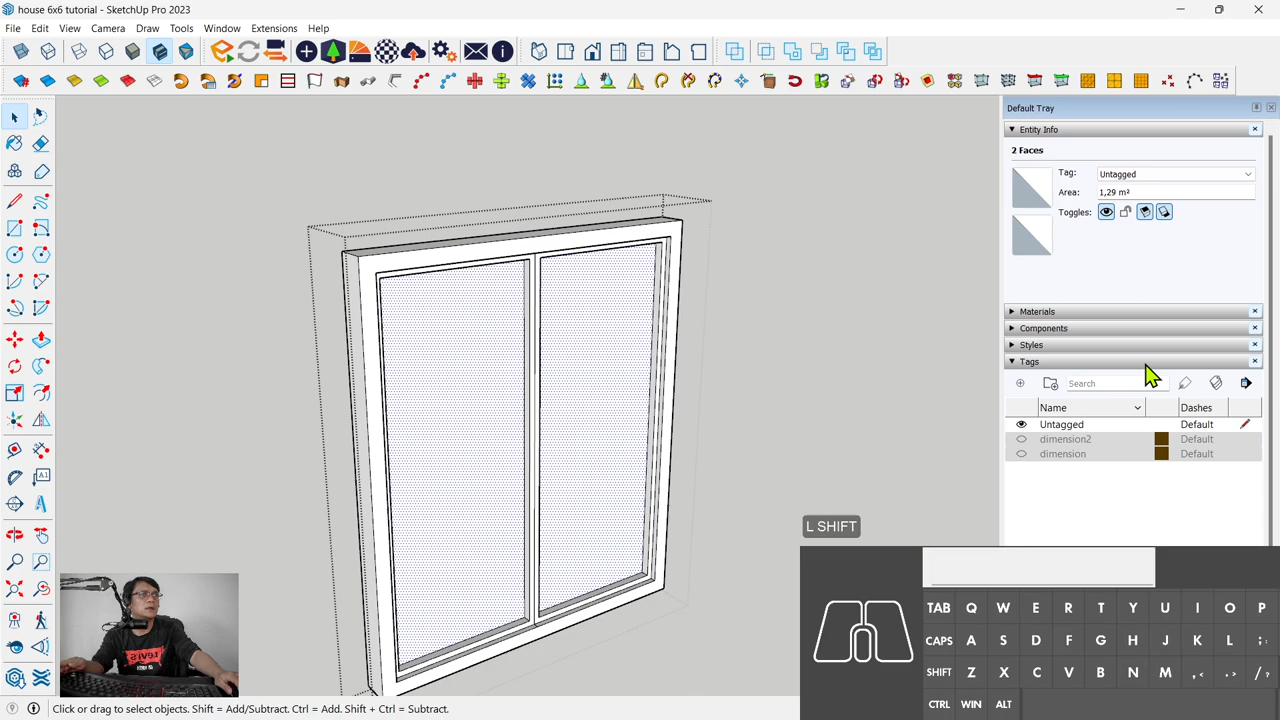 house 6x6 tutorial - SketchUp Pro 2023
File Edit View Camera Draw Tools Window Extensions Help
Default Tray
Entity Info
2 Faces
Tag: Untagged
Area: 1,29 m²
Toggles:
Materials
Components
Styles
Tags
Search
Name Dashes
Untagged Default
dimension2 Default
dimension Default
L SHIFT
TAB Q W E R T Y U I O P
CAPS A S D F G H J K L ; :
SHIFT Z X C V B N M , < . > / ?
CTRL WIN ALT
Click or drag to select objects. Shift = Add/Subtract. Ctrl = Add. Shift + Ctrl = Subtract.